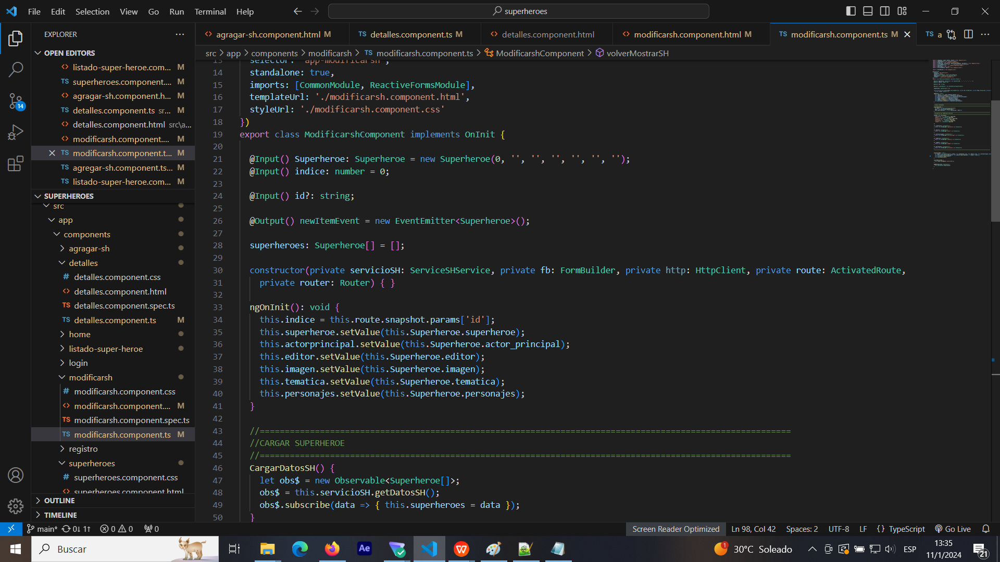 File Edit Selection View Go Run Terminal Help
superheroes
EXPLORER
agragar-sh.component.html M
TS detalles.component.ts M
detalles.component.html
modificarsh.component.html M
TS modificarsh.component.ts M
TS a
OPEN EDITORS
src > app > components > modificarsh > TS modificarsh.component.ts > ModificarshComponent > volverMostrarSH
listado-super-heroe.com... M
TS superheroes.component.... M
agragar-sh.component.h... M
TS detalles.component.ts sr... M
detalles.component.html src\a...
modificarsh.component.... M
TS modificarsh.component.t... M
TS agregar-sh.component.ts... M
TS listado-super-heroe.com... M
SUPERHEROES
src
app
components
agragar-sh
detalles
# detalles.component.css
detalles.component.html
TS detalles.component.spec.ts
TS detalles.component.ts M
home
listado-super-heroe
login
modificarsh
# modificarsh.component.css
modificarsh.component.... M
TS modificarsh.component.spec.ts
TS modificarsh.component.ts M
registro
superheroes
# superheroes.component.css
superheroes.component.html
OUTLINE
TIMELINE
13 selector: 'app-modificarsh',
14 standalone: true,
15 imports: [CommonModule, ReactiveFormsModule],
16 templateUrl: './modificarsh.component.html',
17 styleUrl: './modificarsh.component.css'
18 })
19 export class ModificarshComponent implements OnInit {
20
21 @Input() Superheroe: Superheroe = new Superheroe(0, '', '', '', '', '', '');
22 @Input() indice: number = 0;
23
24 @Input() id?: string;
25
26 @Output() newItemEvent = new EventEmitter<Superheroe>();
27
28 superheroes: Superheroe[] = [];
29
30 constructor(private servicioSH: ServiceSHService, private fb: FormBuilder, private http: HttpClient, private route: ActivatedRoute,
31 private router: Router) { }
32
33 ngOnInit(): void {
34 this.indice = this.route.snapshot.params['id'];
35 this.superheroe.setValue(this.Superheroe.superheroe);
36 this.actorprincipal.setValue(this.Superheroe.actor_principal);
37 this.editor.setValue(this.Superheroe.editor);
38 this.imagen.setValue(this.Superheroe.imagen);
39 this.tematica.setValue(this.Superheroe.tematica);
40 this.personajes.setValue(this.Superheroe.personajes);
41 }
42
43 //==========================================================================================================
44 //CARGAR SUPERHEROE
45 //==========================================================================================================
46 CargarDatosSH() {
47 let obs$ = new Observable<Superheroe[]>;
48 obs$ = this.servicioSH.getDatosSH();
49 obs$.subscribe(data => { this.superheroes = data });
50 }
14
main* 0↓ 1↑ 0 0 0
Screen Reader Optimized Ln 98, Col 42 Spaces: 2 UTF-8 LF {} TypeScript Go Live
Buscar
Ae
W
1
30°C Soleado
ESP
13:35
11/1/2024
21